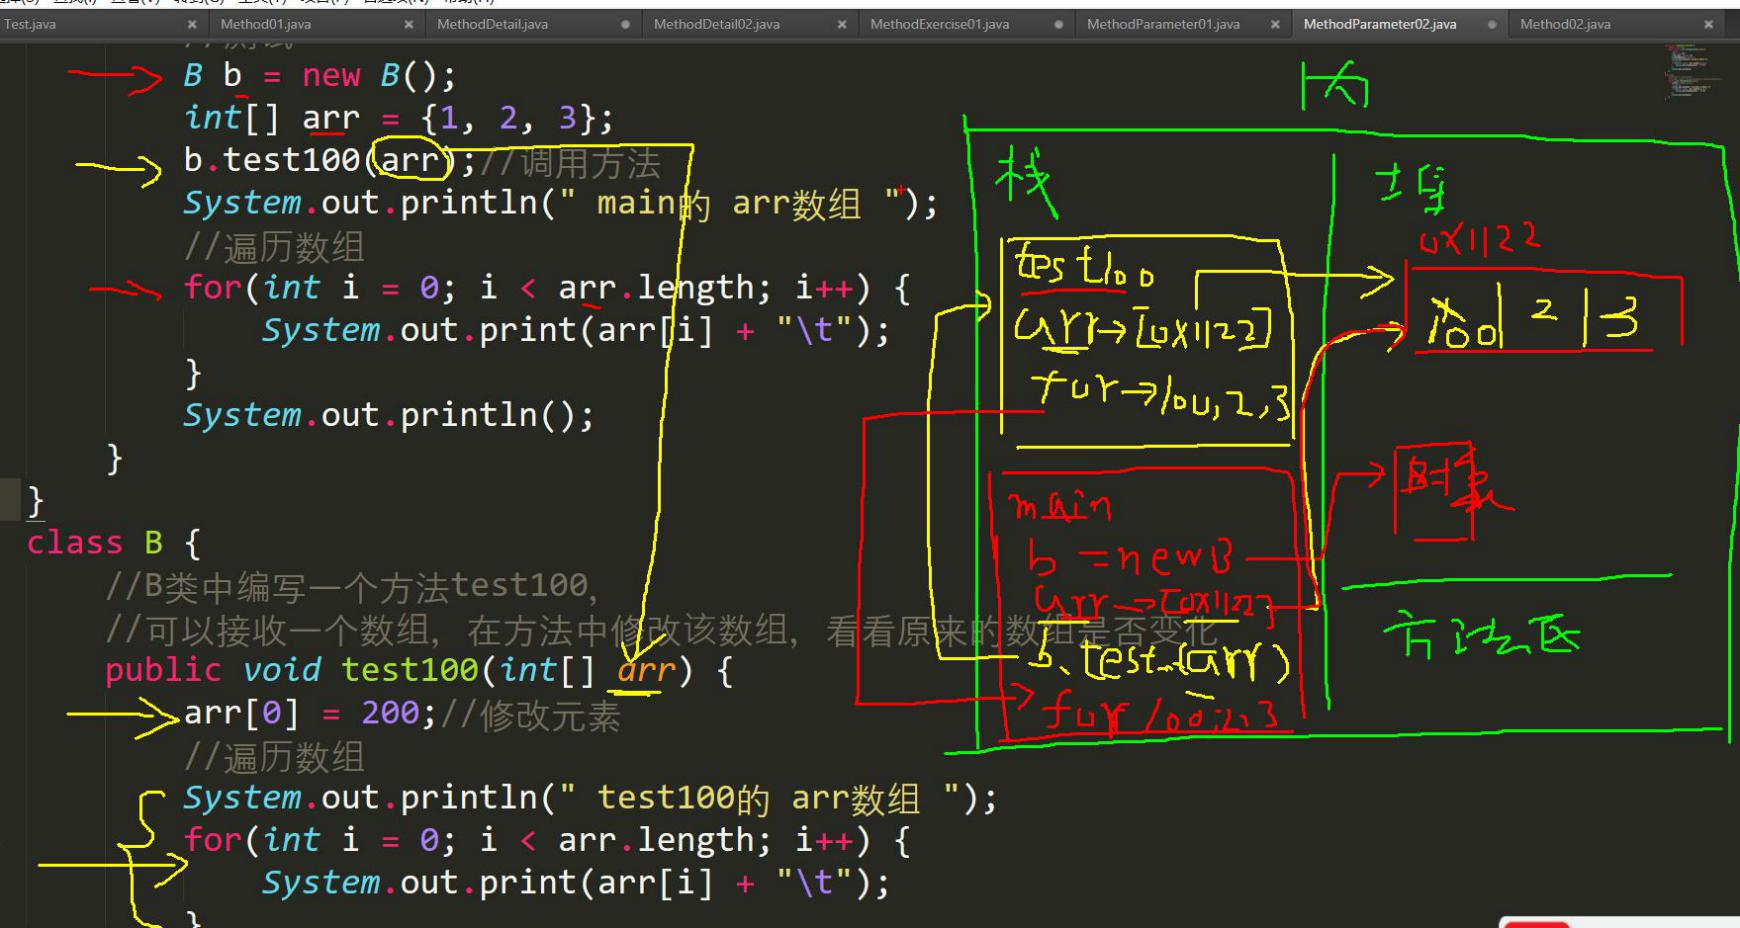 Test.java
Method01.java
MethodDetail.java
MethodDetail02.java
MethodExercise01.java
MethodParameter01.java
MethodParameter02.java
Method02.java
//测试
B b = new B();
int[] arr = {1, 2, 3};
b.test100(arr);//调用方法
System.out.println(" main的 arr数组 ");
//遍历数组
for(int i = 0; i < arr.length; i++) {
System.out.print(arr[i] + "\t");
}
System.out.println();
}
}
class B {
//B类中编写一个方法test100，
//可以接收一个数组，在方法中修改该数组，看看原来的数组是否变化
public void test100(int[] arr) {
arr[0] = 200;//修改元素
//遍历数组
System.out.println(" test100的 arr数组 ");
for(int i = 0; i < arr.length; i++) {
System.out.print(arr[i] + "\t");
}
栈
堆
test100
arr→[0x1122]
for→100,2,3
main
b = new B
arr→[0x1122]
b.test..(arr)
for 100,2,3
0x1122
100 2 3
方法区